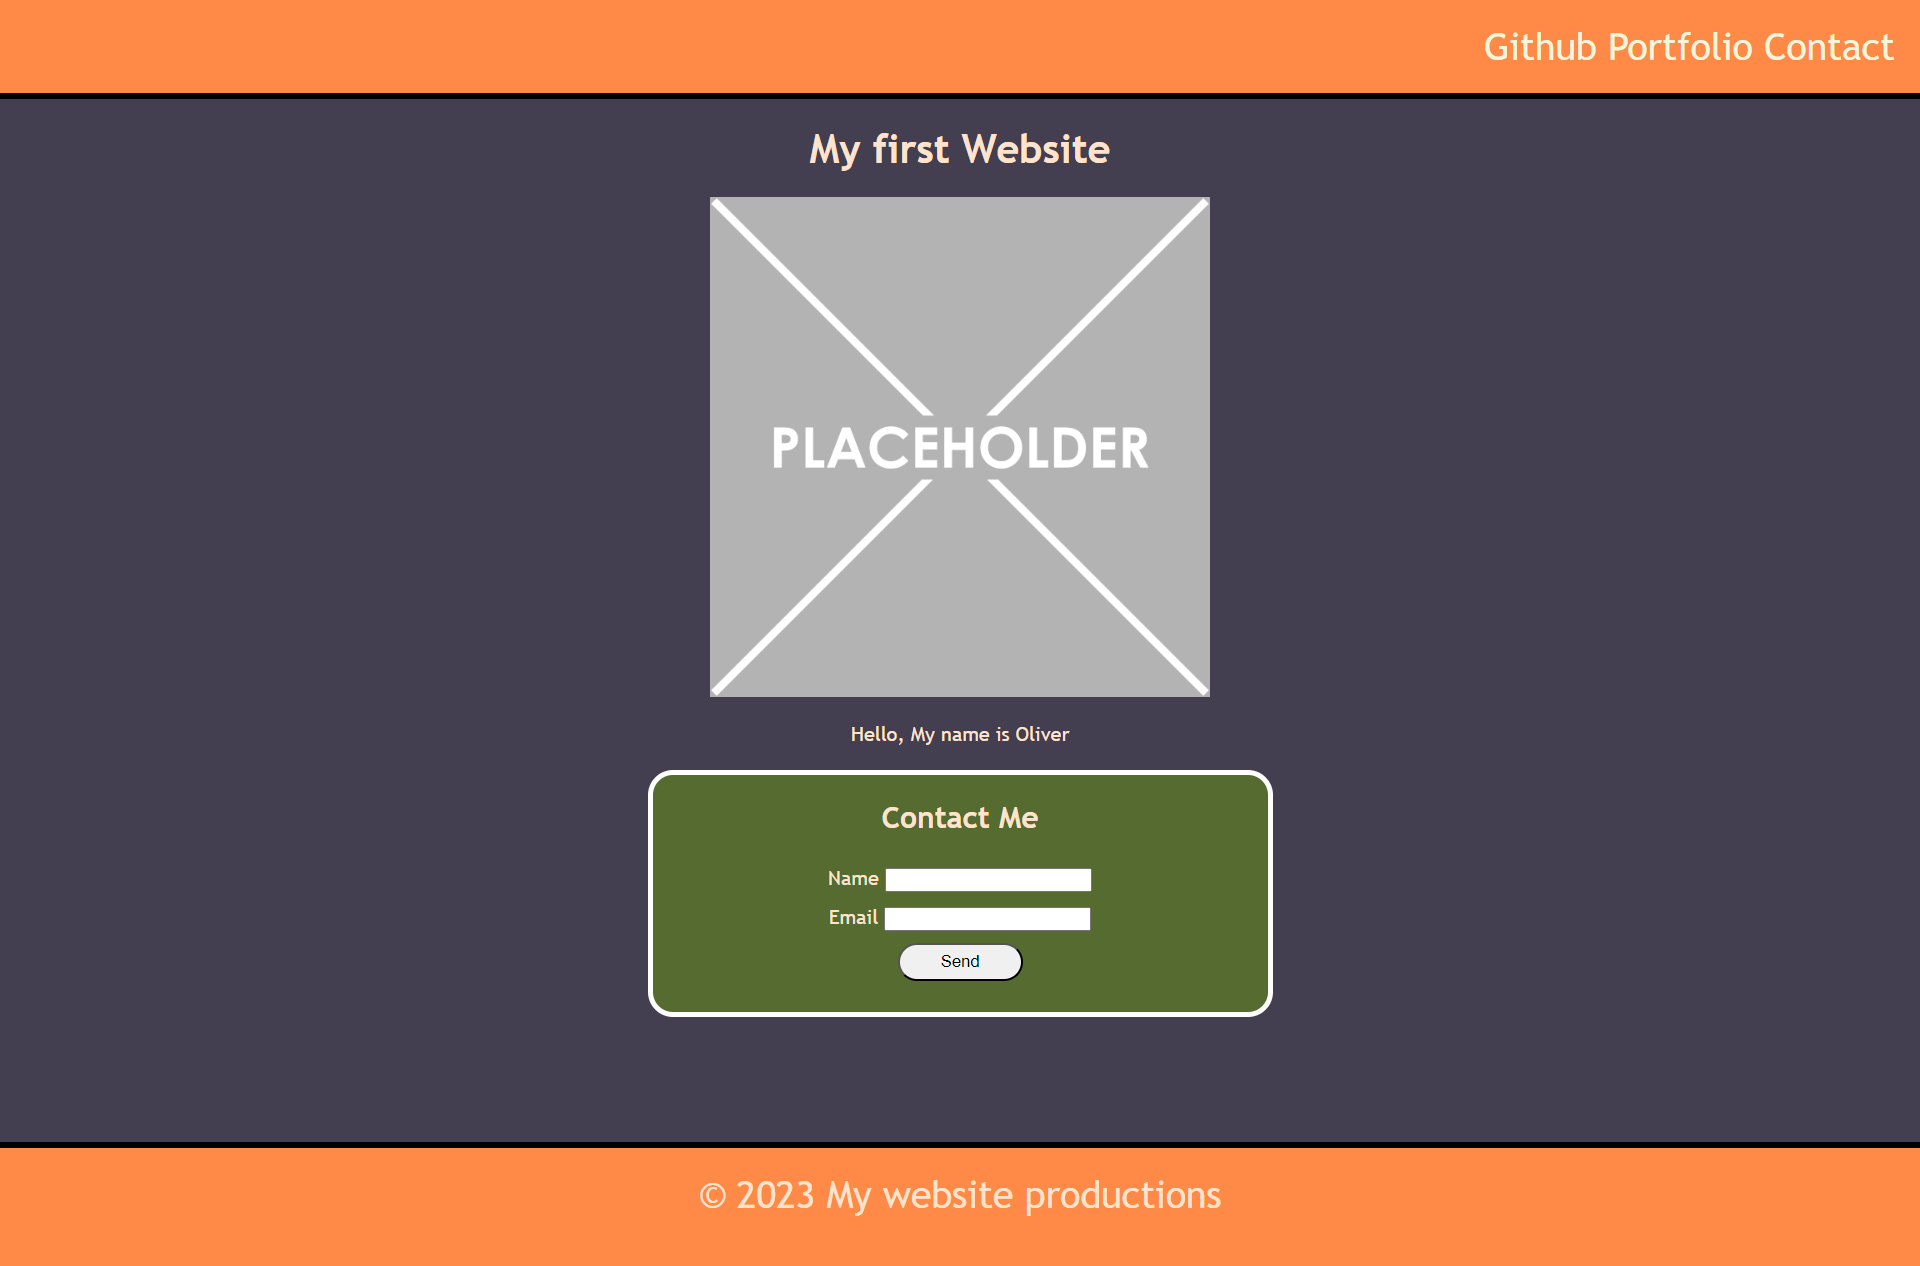 Github Portfolio Contact
My first Website
PLACEHOLDER
Hello, My name is Oliver
Contact Me
Name
Email
Send
© 2023 My website productions